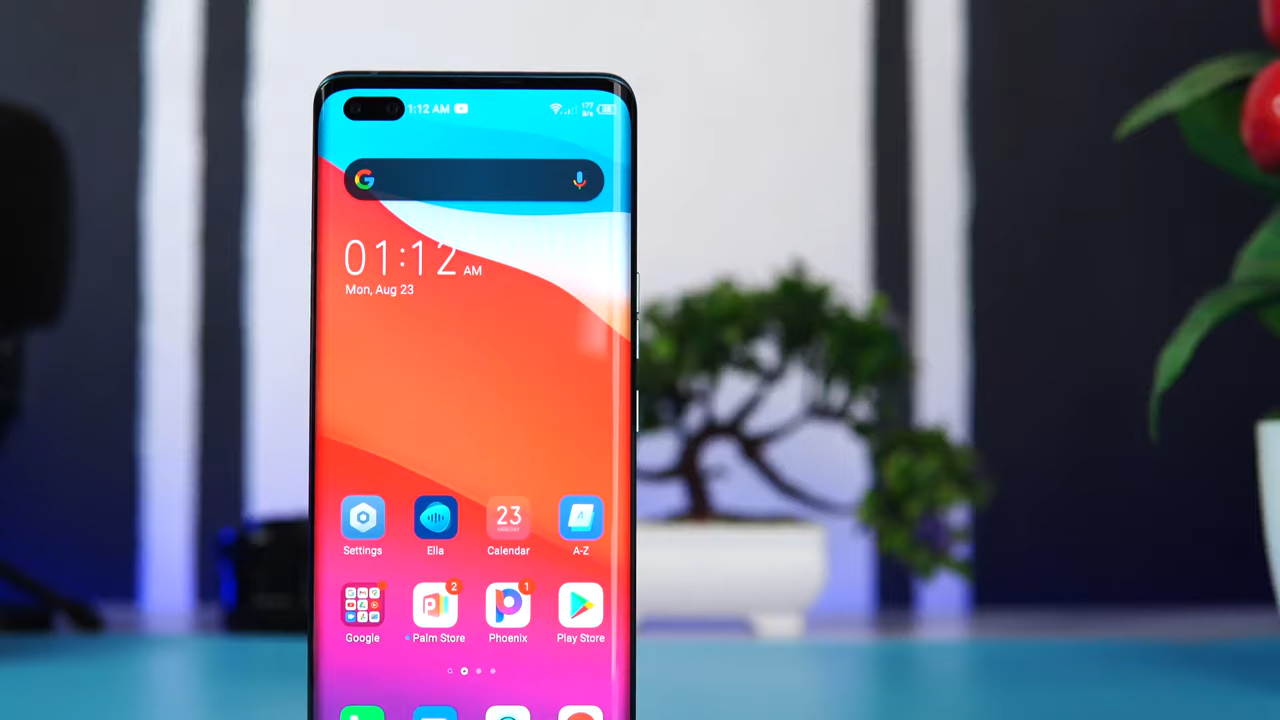 1:12 AM
01:12 AM
Mon, Aug 23
23
Settings
Ella
Calendar
A-Z
2
1
Google
Palm Store
Phoenix
Play Store